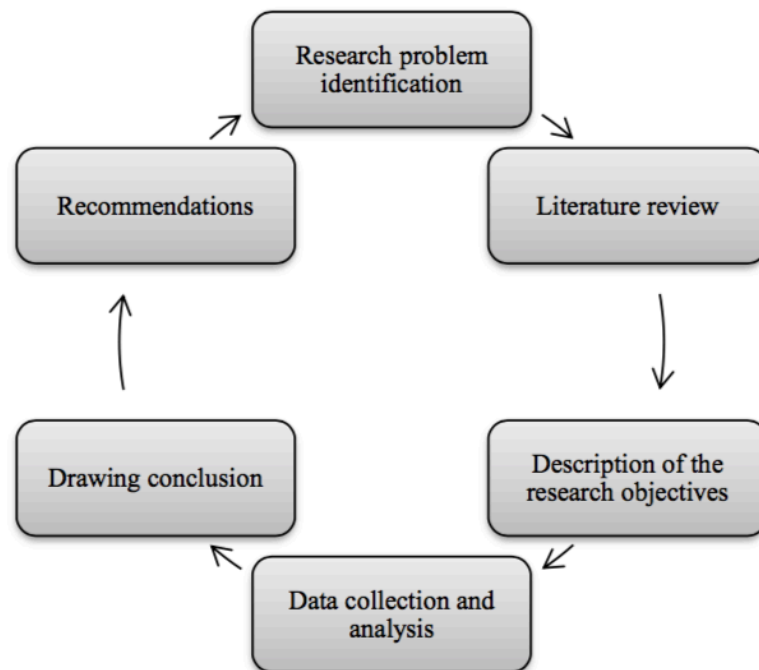 Research problem
identification
Literature review
Description of the
research objectives
Data collection and
analysis
Drawing conclusion
Recommendations